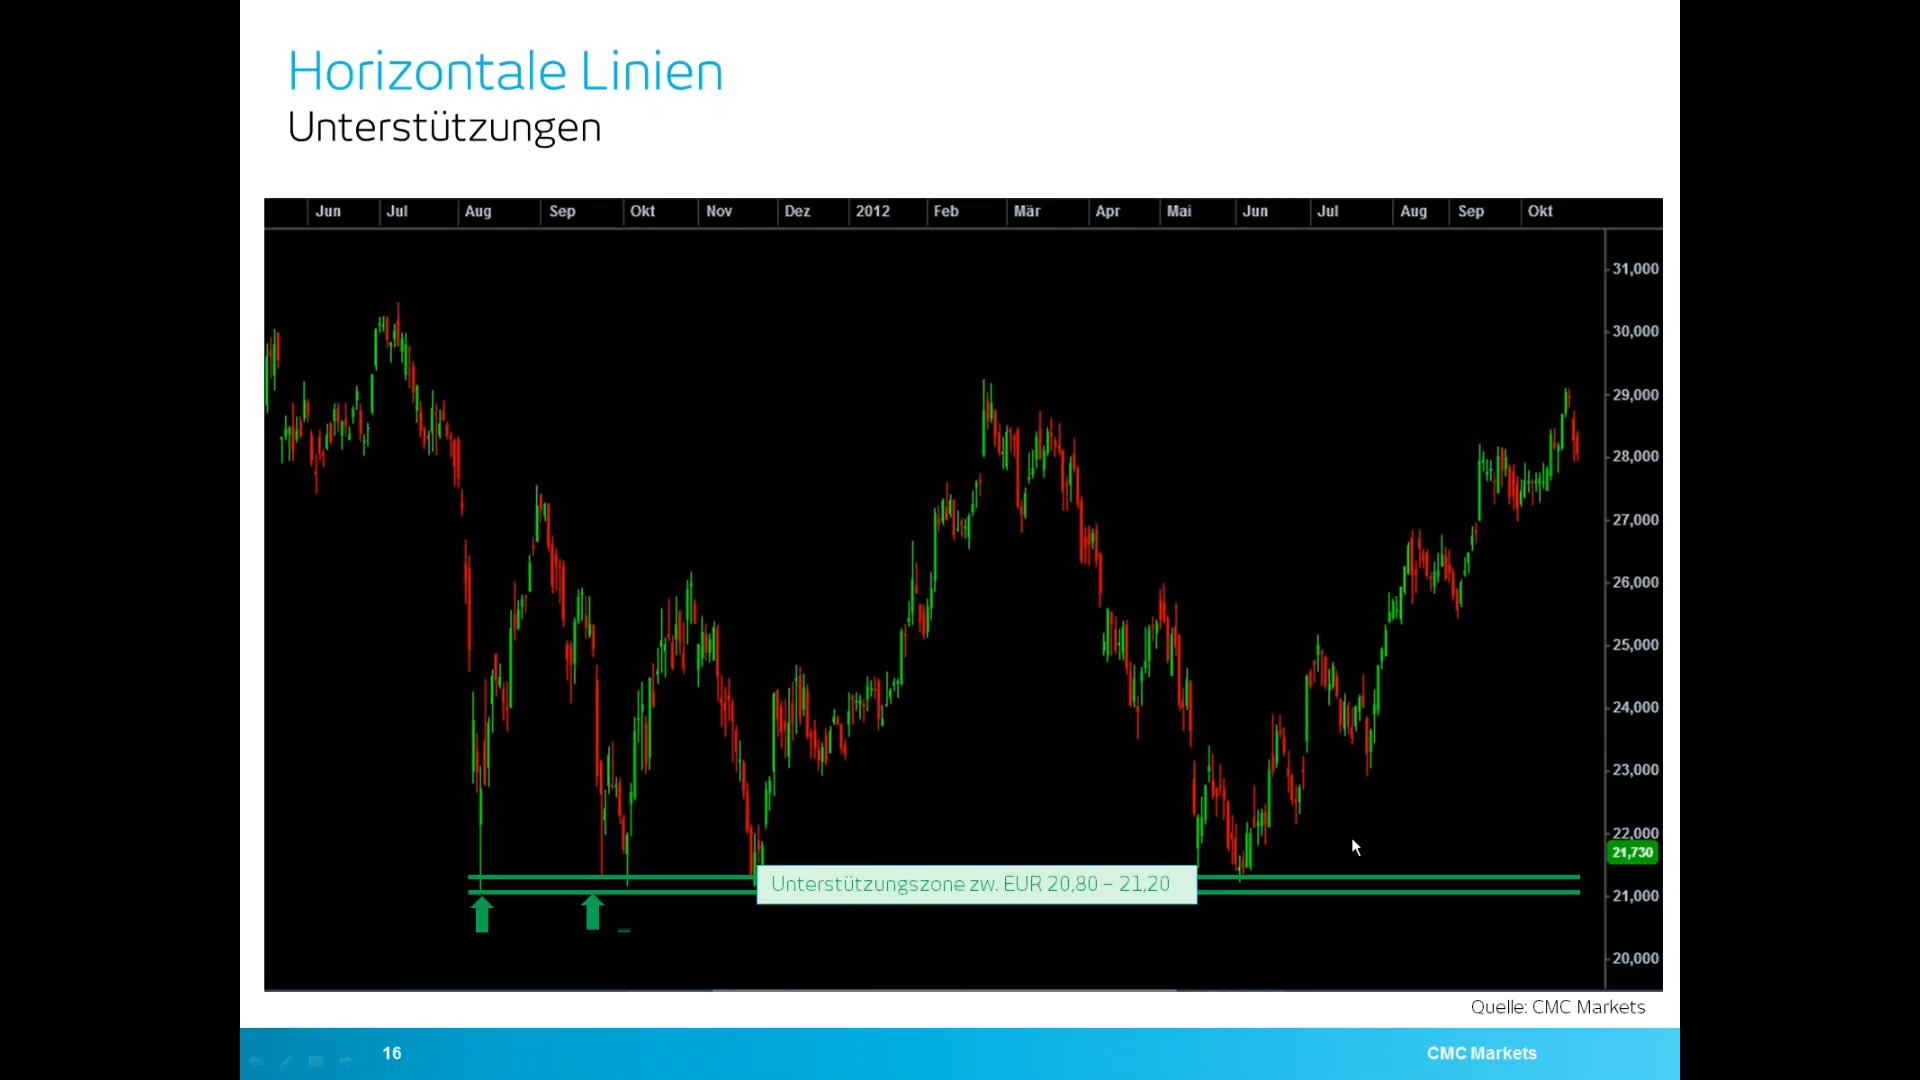 Horizontale Linien
Unterstützungen
Jun Jul Aug Sep Okt Nov Dez 2012 Feb Mär Apr Mai Jun Jul Aug Sep Okt
31,000
30,000
29,000
28,000
27,000
26,000
25,000
24,000
23,000
22,000
21,730
Unterstützungszone zw. EUR 20,80 – 21,20
21,000
20,000
Quelle: CMC Markets
16
CMC Markets